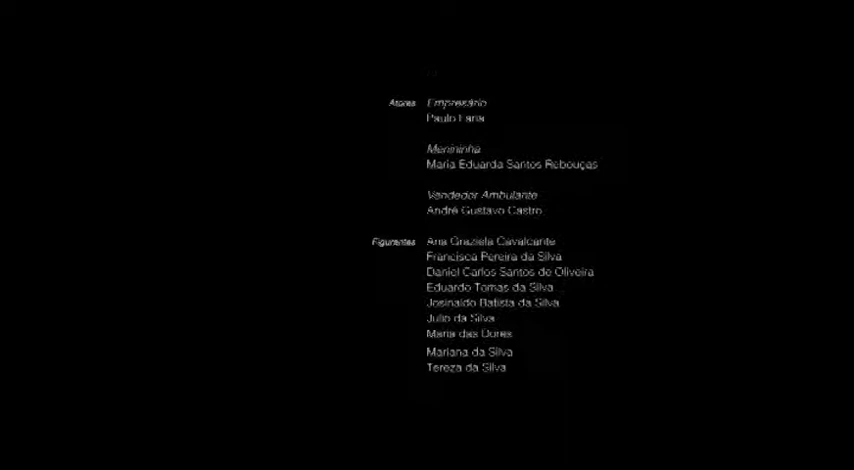 Atores Empresário
Paulo Faria
Menininha
Maria Eduarda Santos Rebouças
Vendedor Ambulante
André Gustavo Castro
Figurantes Ana Graziela Cavalcante
Francisca Pereira da Silva
Daniel Carlos Santos de Oliveira
Eduardo Tomas da Silva
Josinaldo Batista da Silva
Julio da Silva
Maria das Dores
Mariana da Silva
Tereza da Silva